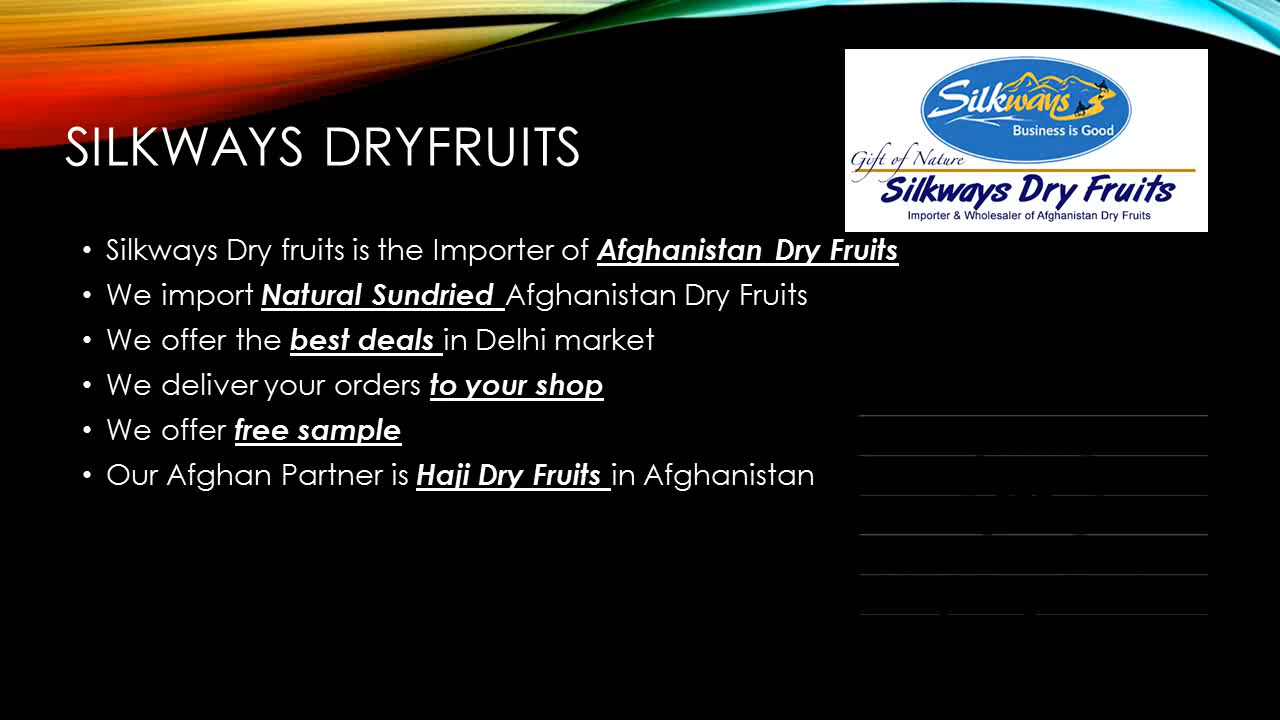 SILKWAYS DRYFRUITS
Silkways
Business is Good
Gift of Nature
Silkways Dry Fruits
Importer & Wholesaler of Afghanistan Dry Fruits
• Silkways Dry fruits is the Importer of Afghanistan Dry Fruits
• We import Natural Sundried Afghanistan Dry Fruits
• We offer the best deals in Delhi market
• We deliver your orders to your shop
• We offer free sample
• Our Afghan Partner is Haji Dry Fruits in Afghanistan